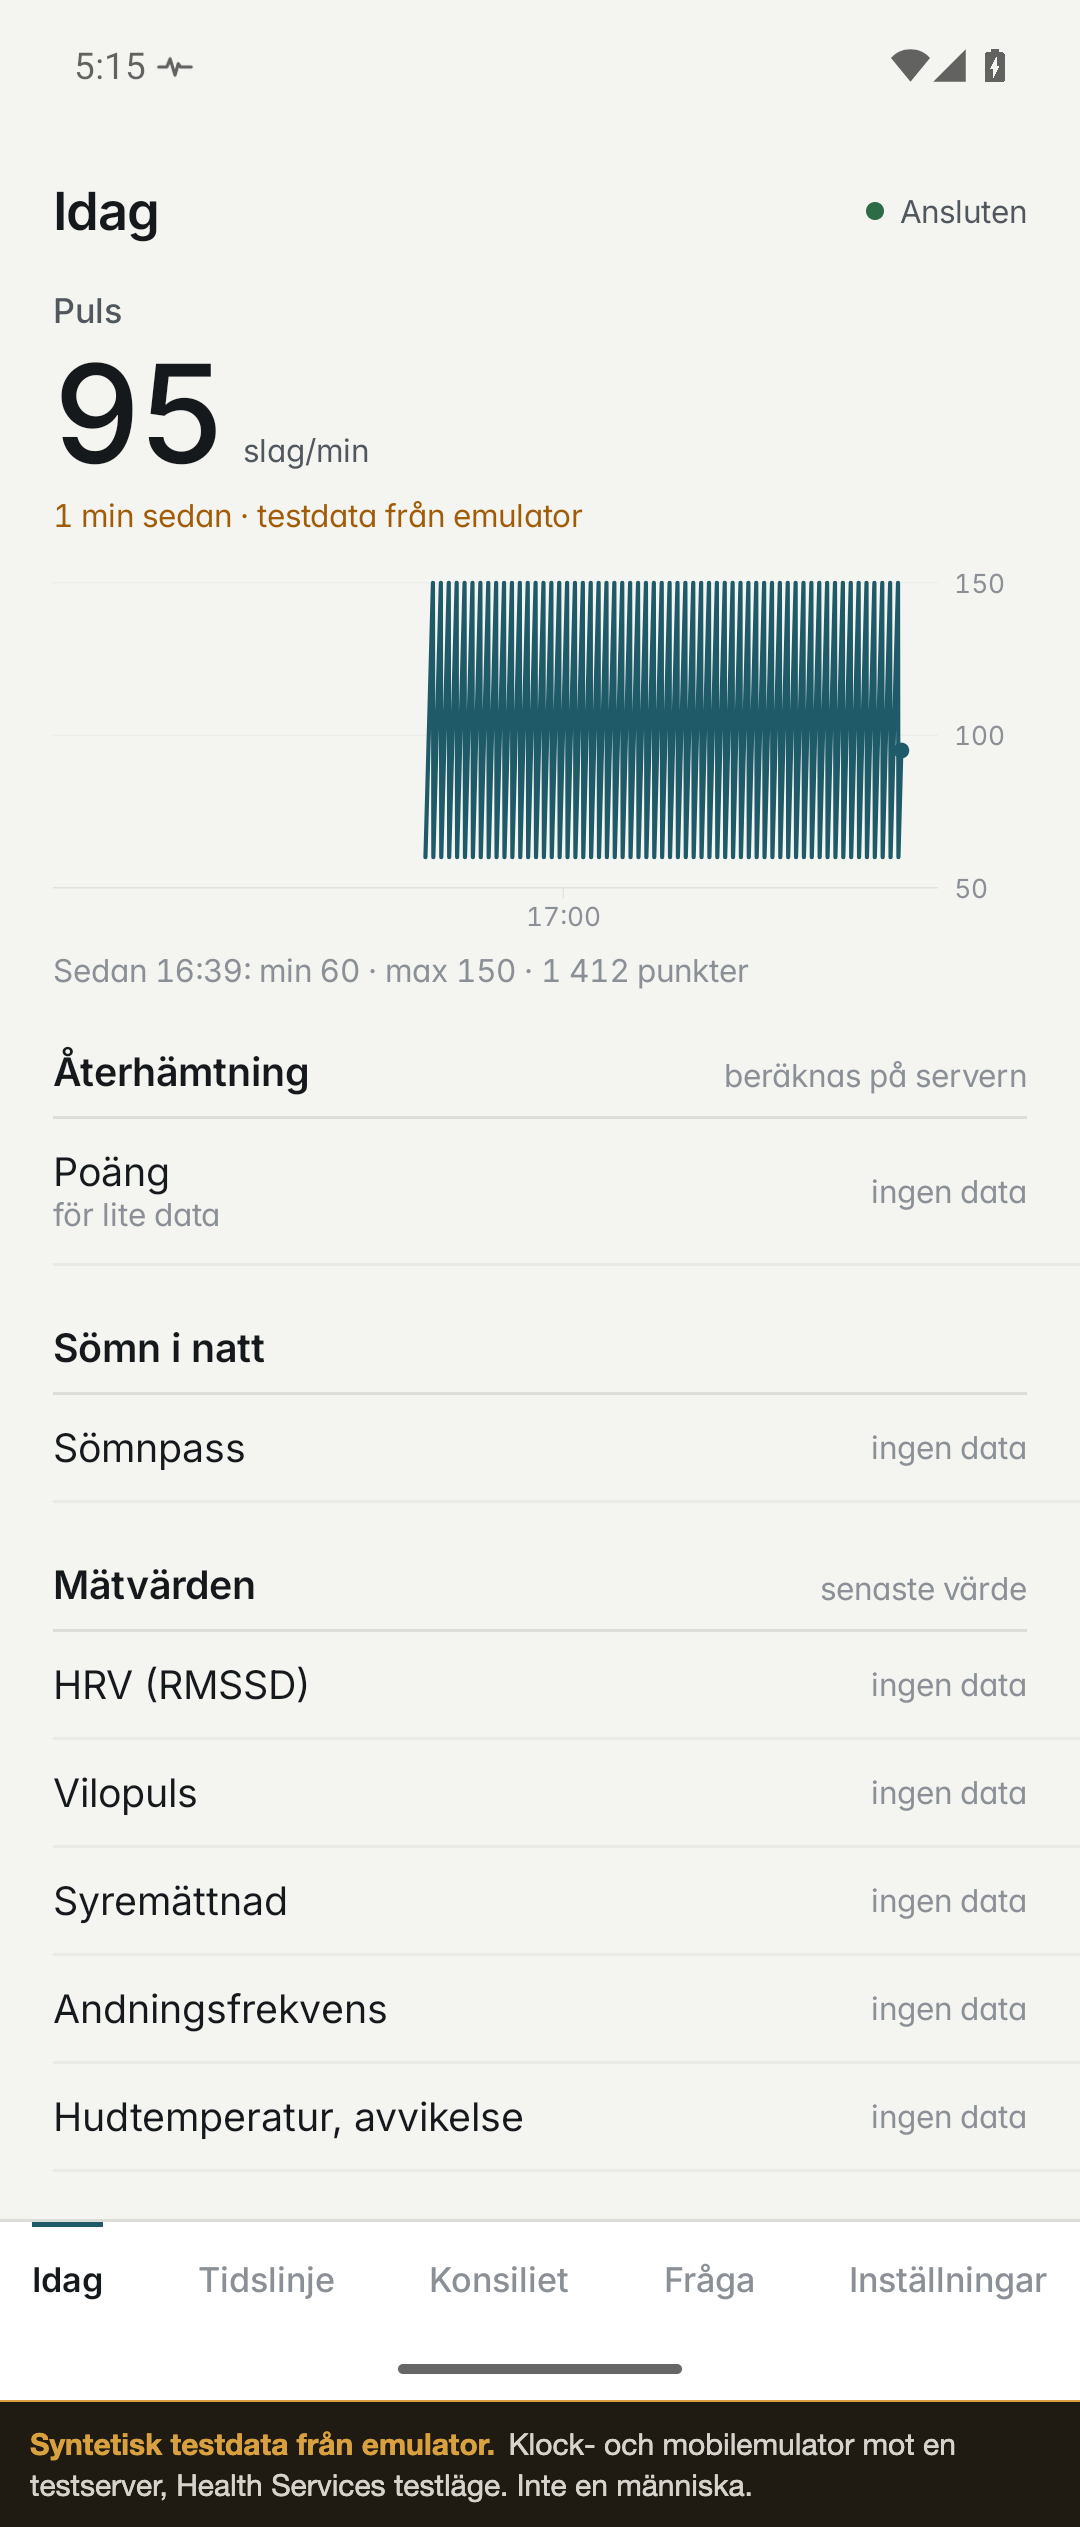 5:15
Idag
Ansluten
Puls
95 slag/min
1 min sedan · testdata från emulator
150
100
50
17:00
Sedan 16:39: min 60 · max 150 · 1 412 punkter
Återhämtning
beräknas på servern
Poäng
för lite data
ingen data
Sömn i natt
Sömnpass
ingen data
Mätvärden
senaste värde
HRV (RMSSD)
ingen data
Vilopuls
ingen data
Syremättnad
ingen data
Andningsfrekvens
ingen data
Hudtemperatur, avvikelse
ingen data
Idag
Tidslinje
Konsiliet
Fråga
Inställningar
Syntetisk testdata från emulator. Klock- och mobilemulator mot en
testserver, Health Services testläge. Inte en människa.